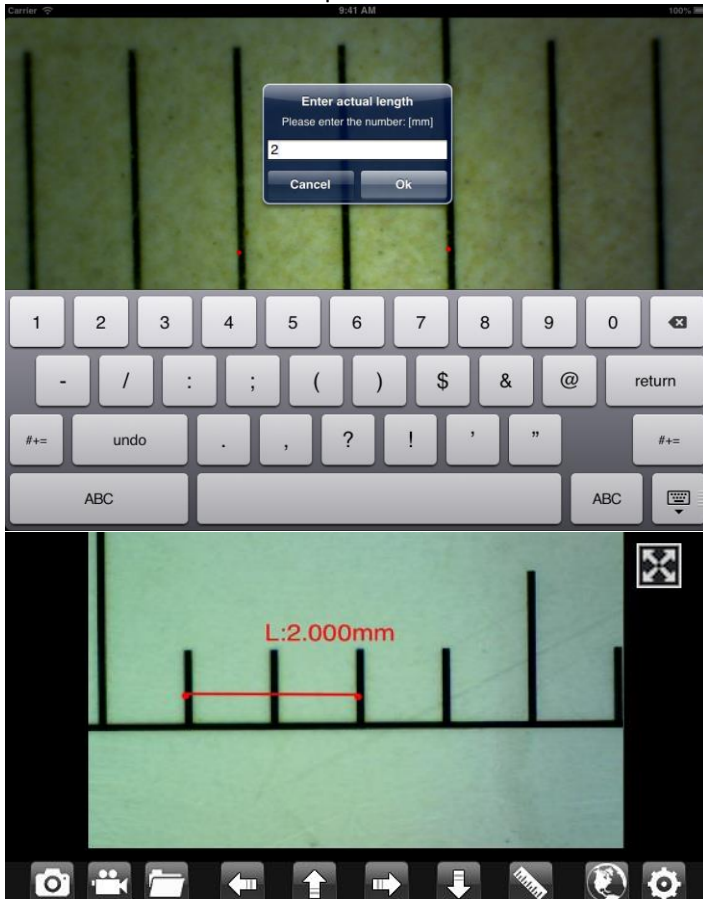 Carrier 9:41 AM 100%
Enter actual length
Please enter the number: [mm]
2
Cancel Ok
1 2 3 4 5 6 7 8 9 0
- / : ; ( ) $ & @ return
#+= undo . , ? ! ’ ” #+=
ABC ABC
L:2.000mm